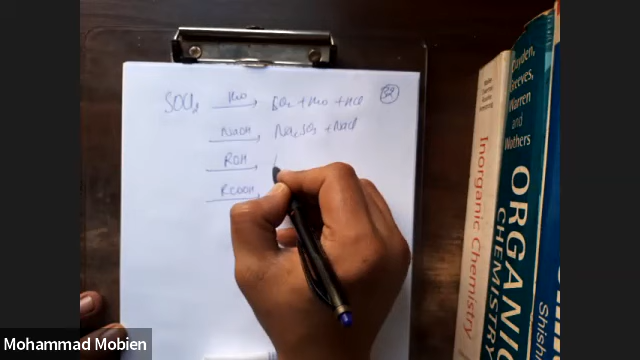 SOCl₂ —H₂O→ SO₂ + H₂O + HCl
—NaOH→ Na₂SO₃ + NaCl
—ROH→
—RCOOH→
Inorganic Chemistry
Clayden,
Greeves,
Warren
and
Wothers
ORGANIC
CHEMISTRY
Mohammad Mobien